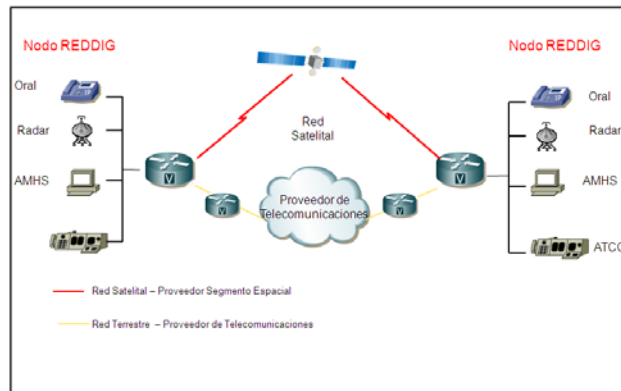 Nodo REDDIG
Nodo REDDIG
Oral
Radar
AMHS
Red
Satelital
Oral
Radar
AMHS
ATCC
V
V
V
V
Proveedor de
Telecomunicaciones
Red Satelital – Proveedor Segmento Espacial
Red Terrestre – Proveedor de Telecomunicaciones